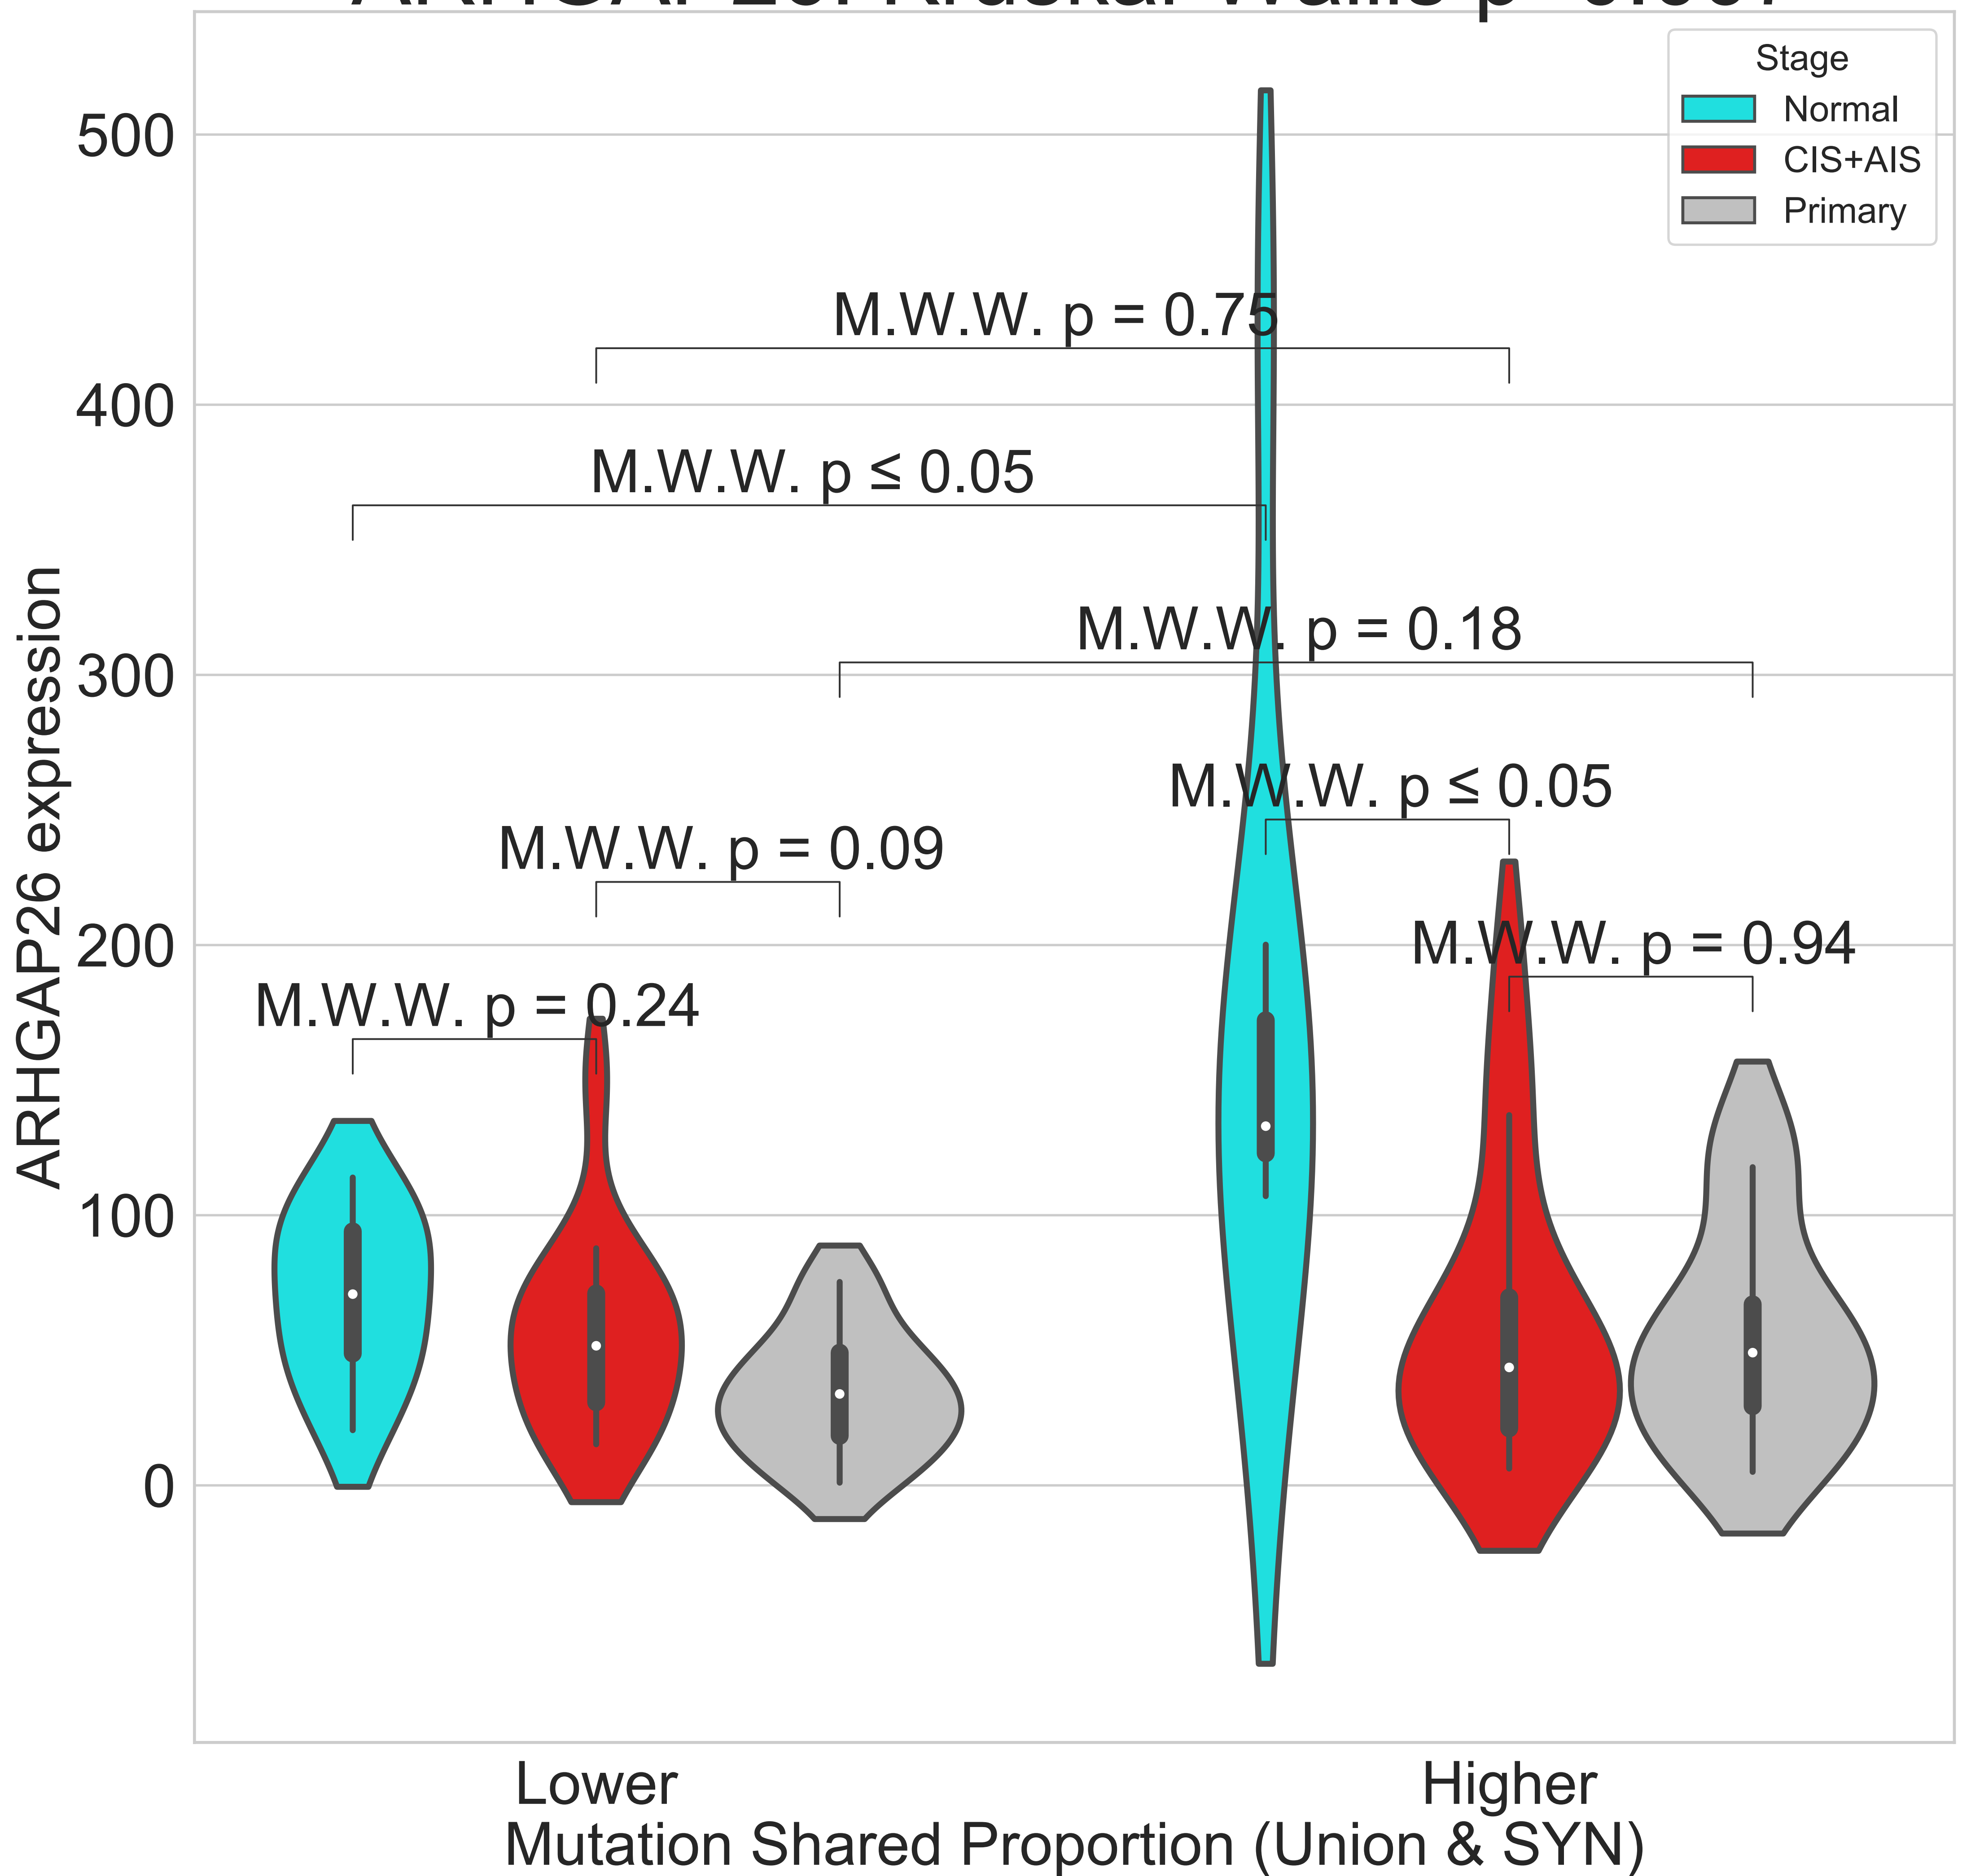 Stage
Normal
CIS+AIS
Primary
500
400
300
200
100
0
ARHGAP26 expression
M.W.W. p = 0.75
M.W.W. p ≤ 0.05
M.W.W. p = 0.18
M.W.W. p ≤ 0.05
M.W.W. p = 0.09
M.W.W. p = 0.94
M.W.W. p = 0.24
Lower
Higher
Mutation Shared Proportion (Union & SYN)